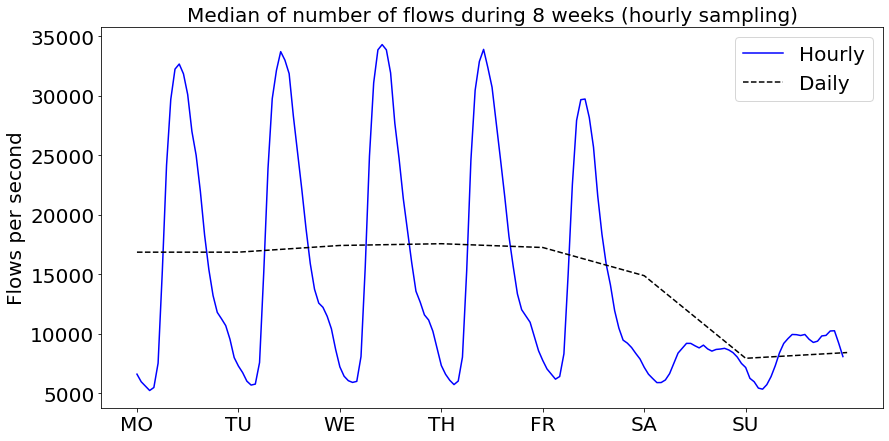 Median of number of flows during 8 weeks (hourly sampling)
Flows per second
35000
30000
25000
20000
15000
10000
5000
Hourly
Daily
MO TU WE TH FR SA SU